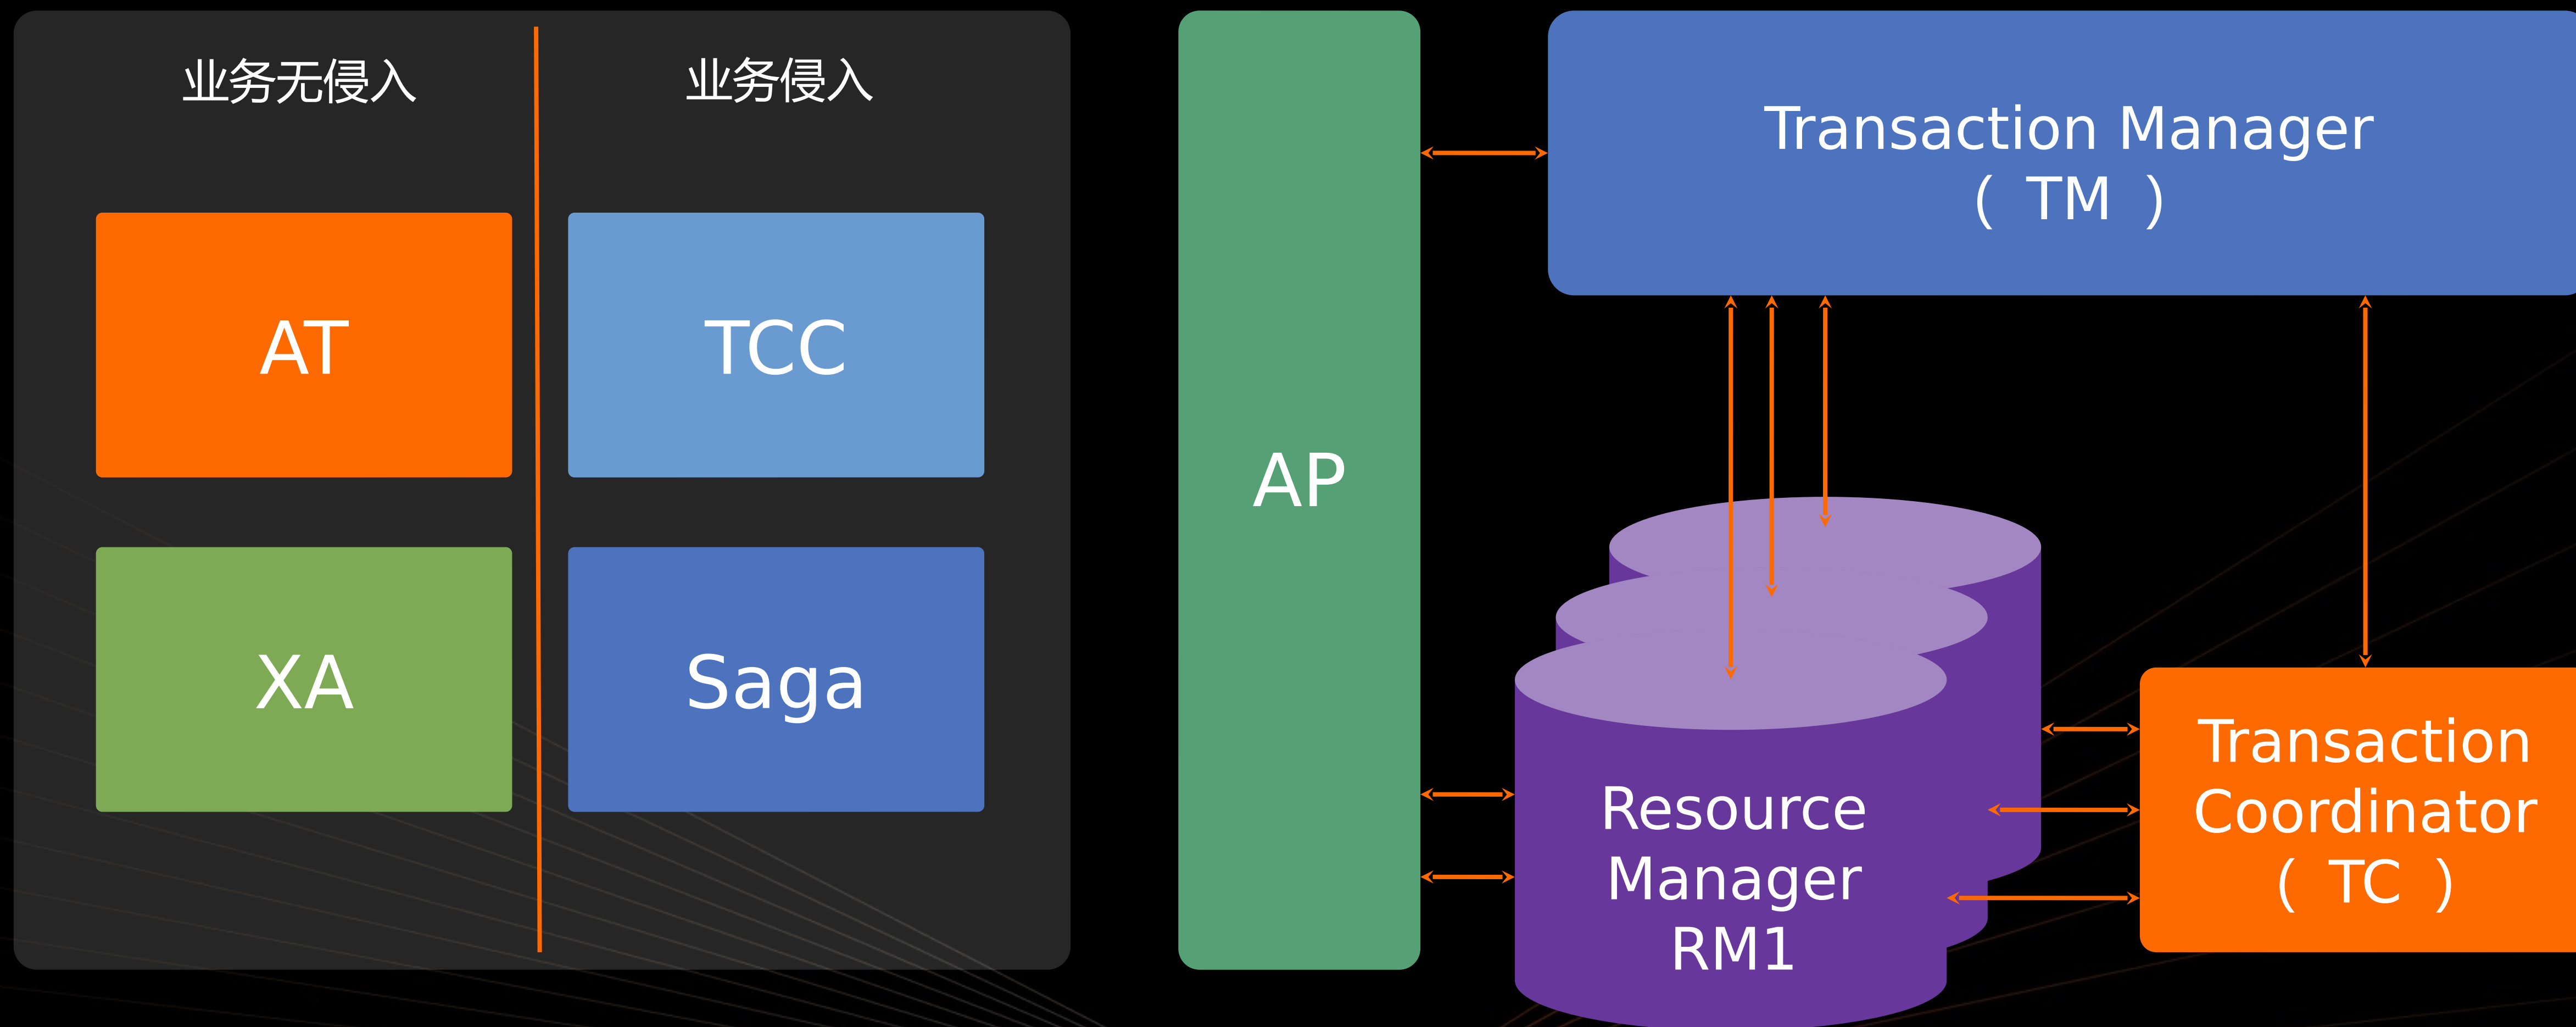 业务无侵入
业务侵入
AT
TCC
XA
Saga
AP
Transaction Manager
( TM )
Resource
Manager
RM1
Transaction
Coordinator
( TC )